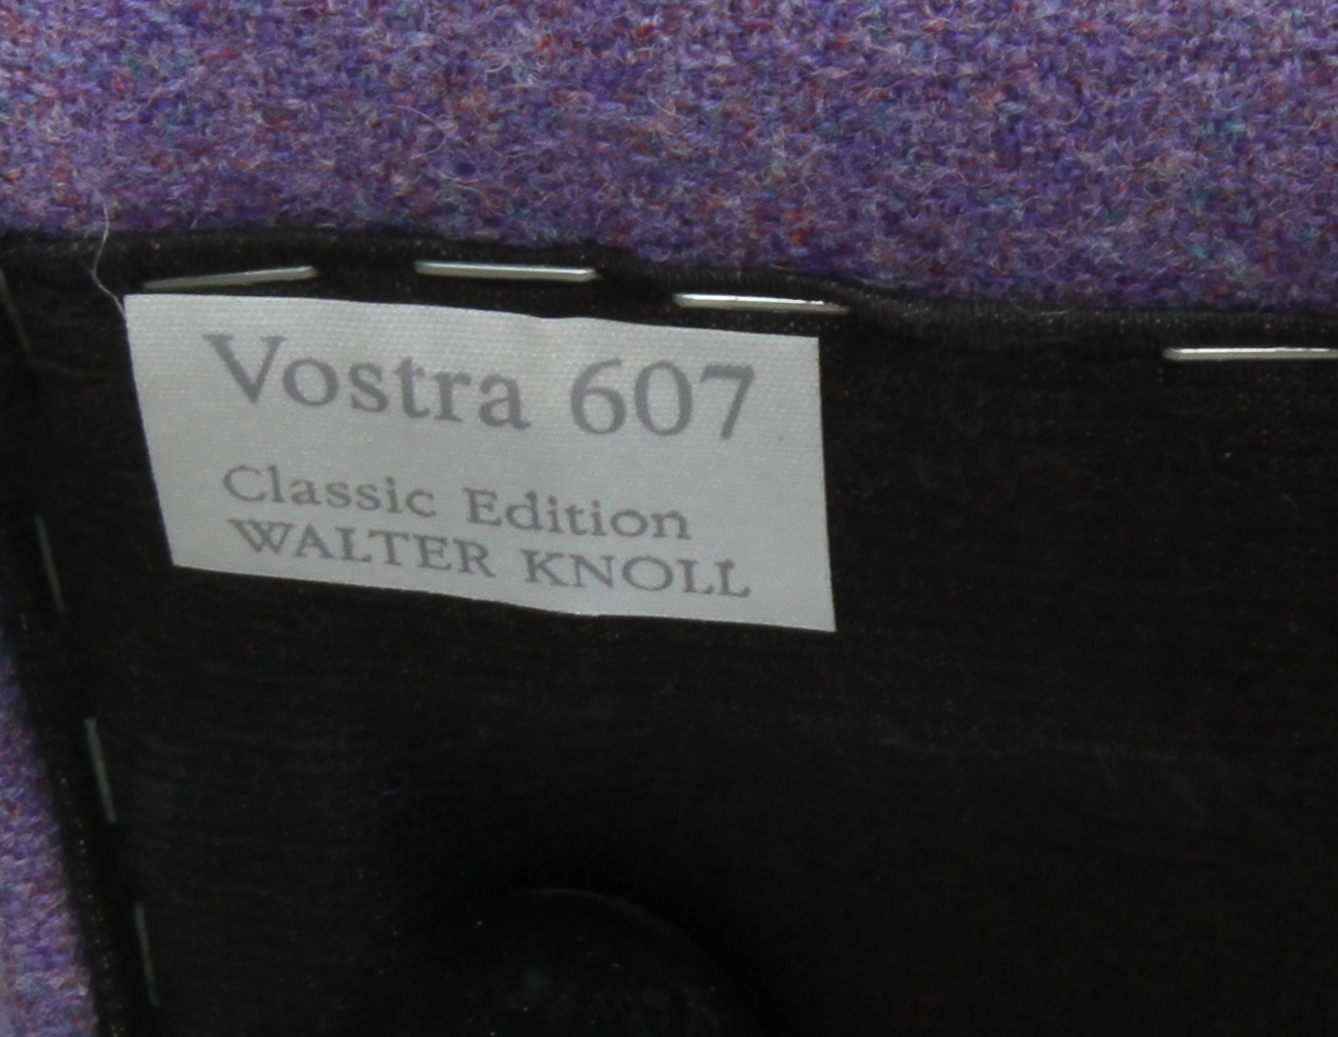 Vostra 607
Classic Edition
WALTER KNOLL